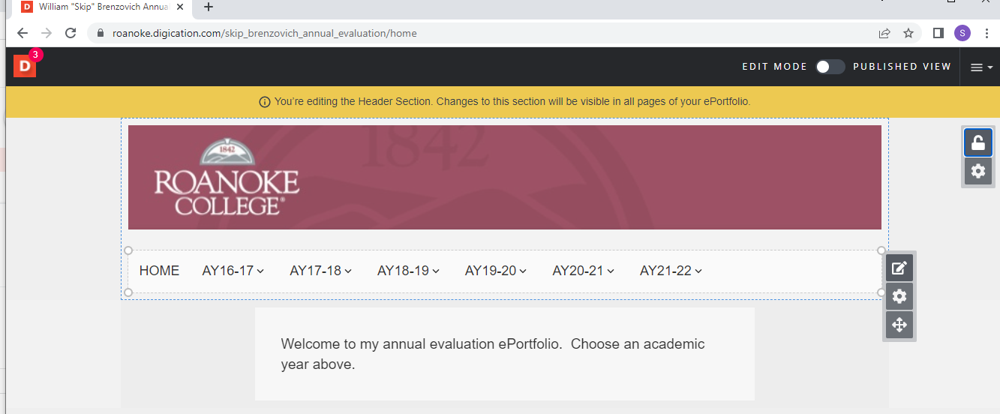 William "Skip" Brenzovich Annua
roanoke.digication.com/skip_brenzovich_annual_evaluation/home
S
D
3
EDIT MODE
PUBLISHED VIEW
You're editing the Header Section. Changes to this section will be visible in all pages of your ePortfolio.
1842
1842
ROANOKE
COLLEGE®
HOME AY16-17 AY17-18 AY18-19 AY19-20 AY20-21 AY21-22
Welcome to my annual evaluation ePortfolio. Choose an academic
year above.